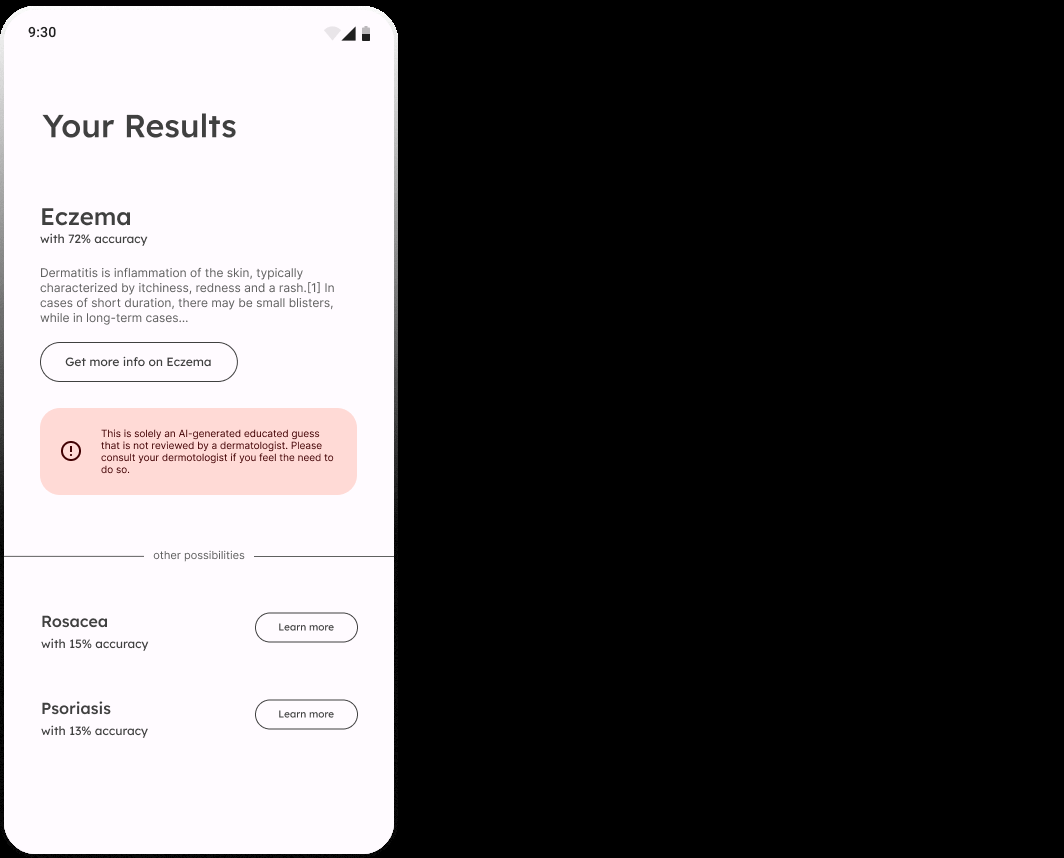 9:30
Your Results
Eczema
with 72% accuracy
Dermatitis is inflammation of the skin, typically
characterized by itchiness, redness and a rash.[1] In
cases of short duration, there may be small blisters,
while in long-term cases...
Get more info on Eczema
This is solely an AI-generated educated guess
that is not reviewed by a dermatologist. Please
consult your dermotologist if you feel the need to
do so.
other possibilities
Rosacea
with 15% accuracy
Learn more
Psoriasis
with 13% accuracy
Learn more